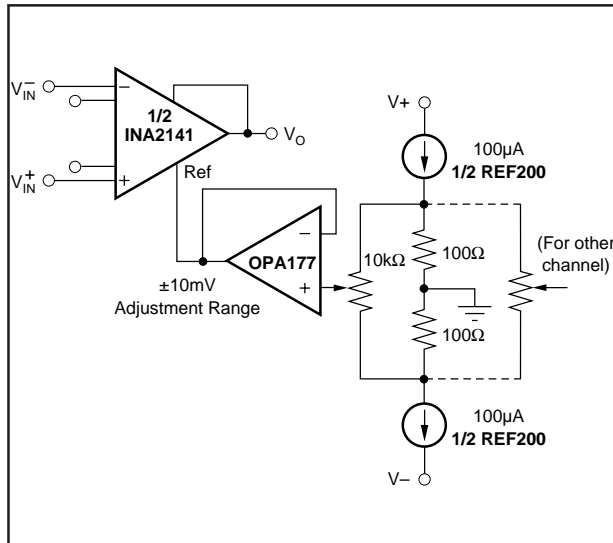 V−IN
1/2
INA2141
−
+
V+IN
VO
Ref
V+
100µA
1/2 REF200
10kΩ
100Ω
(For other
channel)
−
OPA177
+
±10mV
Adjustment Range
100Ω
100µA
1/2 REF200
V–